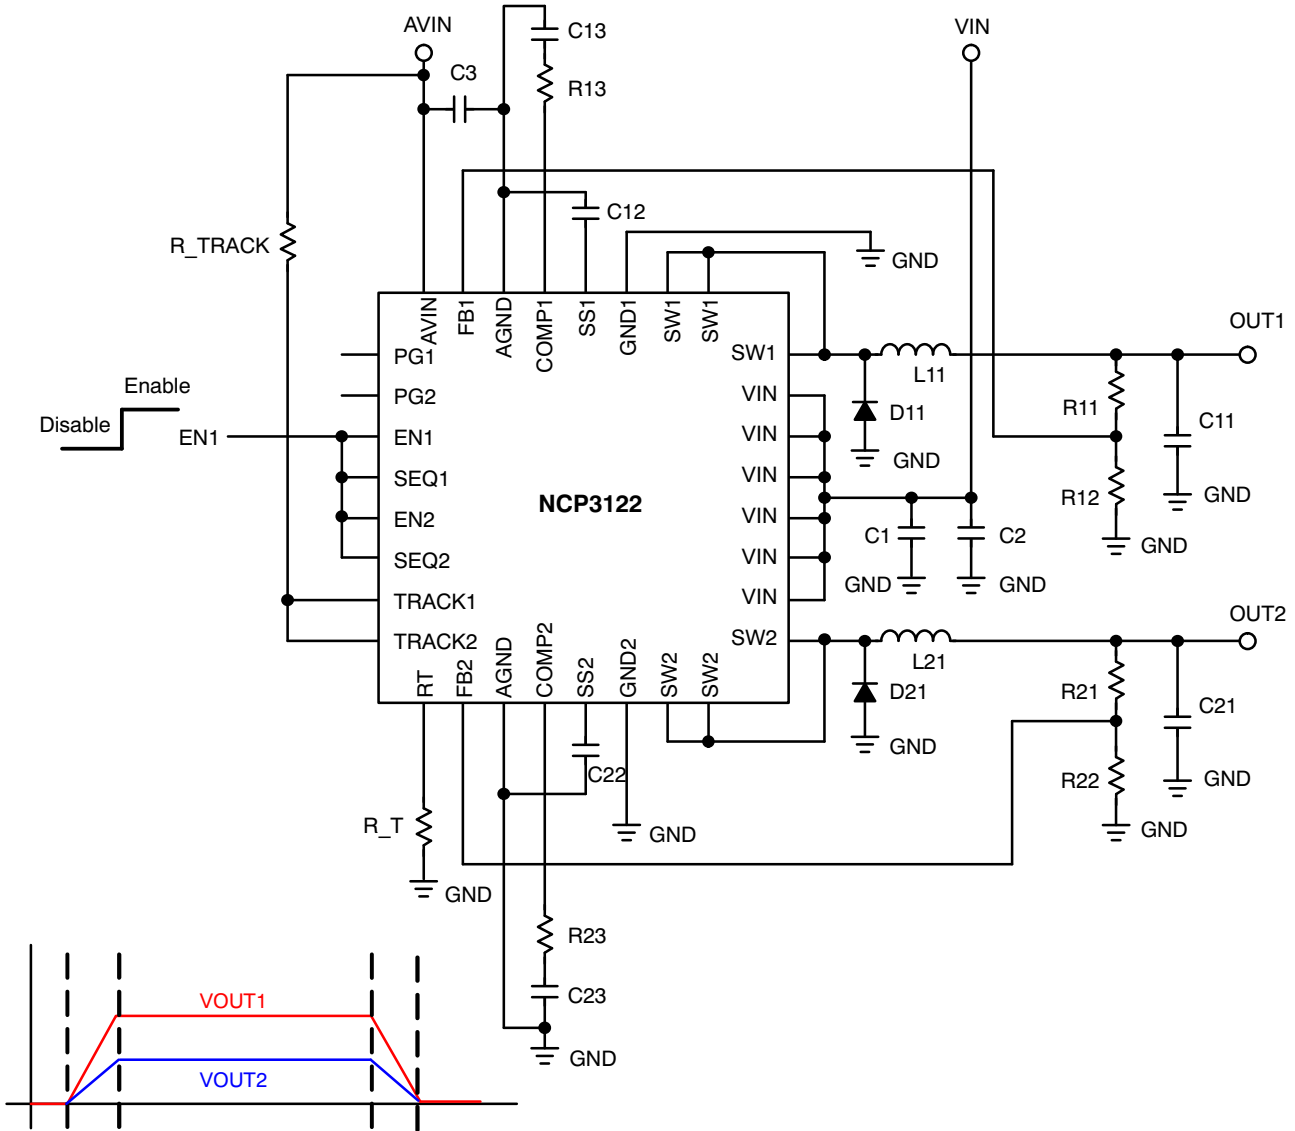 AVIN
VIN
C13
C3
R13
C12
R_TRACK
GND
AVIN
FB1
AGND
COMP1
SS1
GND1
SW1
SW1
OUT1
PG1
SW1
L11
Enable
PG2
VIN
R11
D11
C11
Disable
EN1
EN1
VIN
GND
SEQ1
VIN
R12
GND
NCP3122
EN2
VIN
C1
C2
GND
SEQ2
VIN
GND
GND
TRACK1
VIN
OUT2
TRACK2
SW2
L21
RT
FB2
AGND
COMP2
SS2
GND2
SW2
SW2
D21
R21
C21
GND
C22
R22
GND
R_T
GND
GND
GND
R23
C23
VOUT1
GND
VOUT2